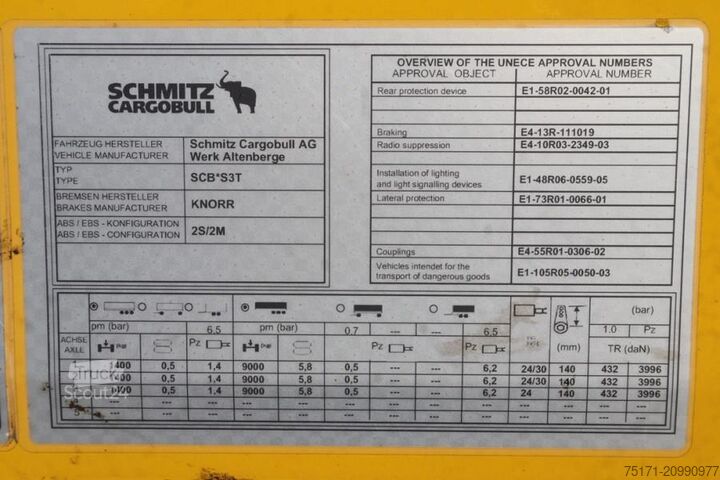 SCHMITZ
CARGOBULL
FAHRZEUG HERSTELLER
VEHICLE MANUFACTURER
Schmitz Cargobull AG
Werk Altenberge
TYP
TYPE
SCB*S3T
BREMSEN HERSTELLER
BRAKES MANUFACTURER
KNORR
ABS / EBS - KONFIGURATION
ABS / EBS - CONFIGURATION
2S/2M
OVERVIEW OF THE UNECE APPROVAL NUMBERS
APPROVAL OBJECT APPROVAL NUMBER
Rear protection device E1-58R02-0042-01
Braking E4-13R-111019
Radio suppression E4-10R03-2349-03
Installation of lighting
and light signalling devices E1-48R06-0559-05
Lateral protection E1-73R01-0066-01
Couplings E4-55R01-0306-02
Vehicles intendet for the
transport of dangerous goods E1-105R05-0050-03
(bar)
pm (bar) 6.5 pm (bar) 0.7 --- --- 6.5 1.0 Pz
ACHSE
AXLE
Pz Pz Pz (mm) TR (daN)
400 0,5 1,4 9000 5.8 0,5 --- --- 6,2 24/30 140 432 3996
400 0,5 1,4 9000 5.8 0,5 --- --- 6,2 24/30 140 432 3996
400 0,5 1,4 9000 5.8 0,5 --- --- 6,2 24 140 432 3996
--- --- --- --- --- --- --- --- --- --- --- --- ---
5 --- --- --- --- --- --- --- --- --- --- --- --- ---
Truck
Scout24
75171-20990977